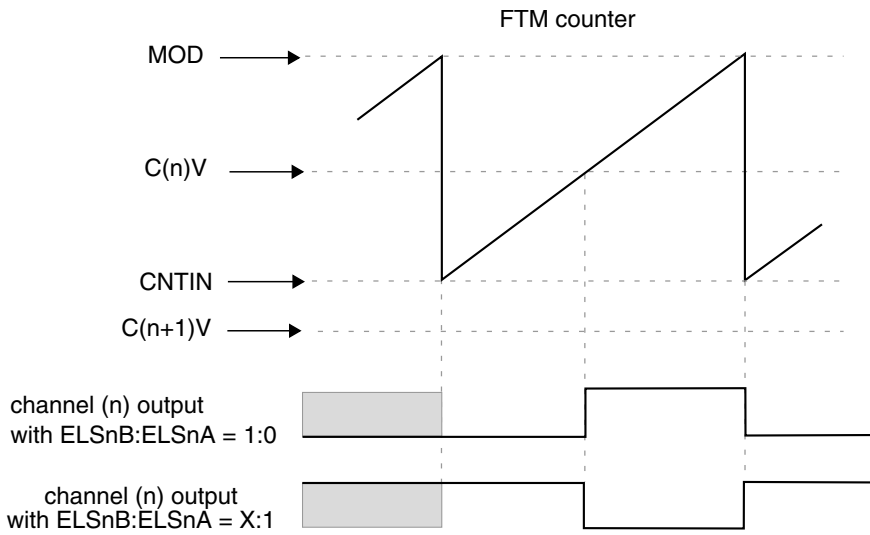 FTM counter
MOD
C(n)V
CNTIN
C(n+1)V
channel (n) output
with ELSnB:ELSnA = 1:0
channel (n) output
with ELSnB:ELSnA = X:1